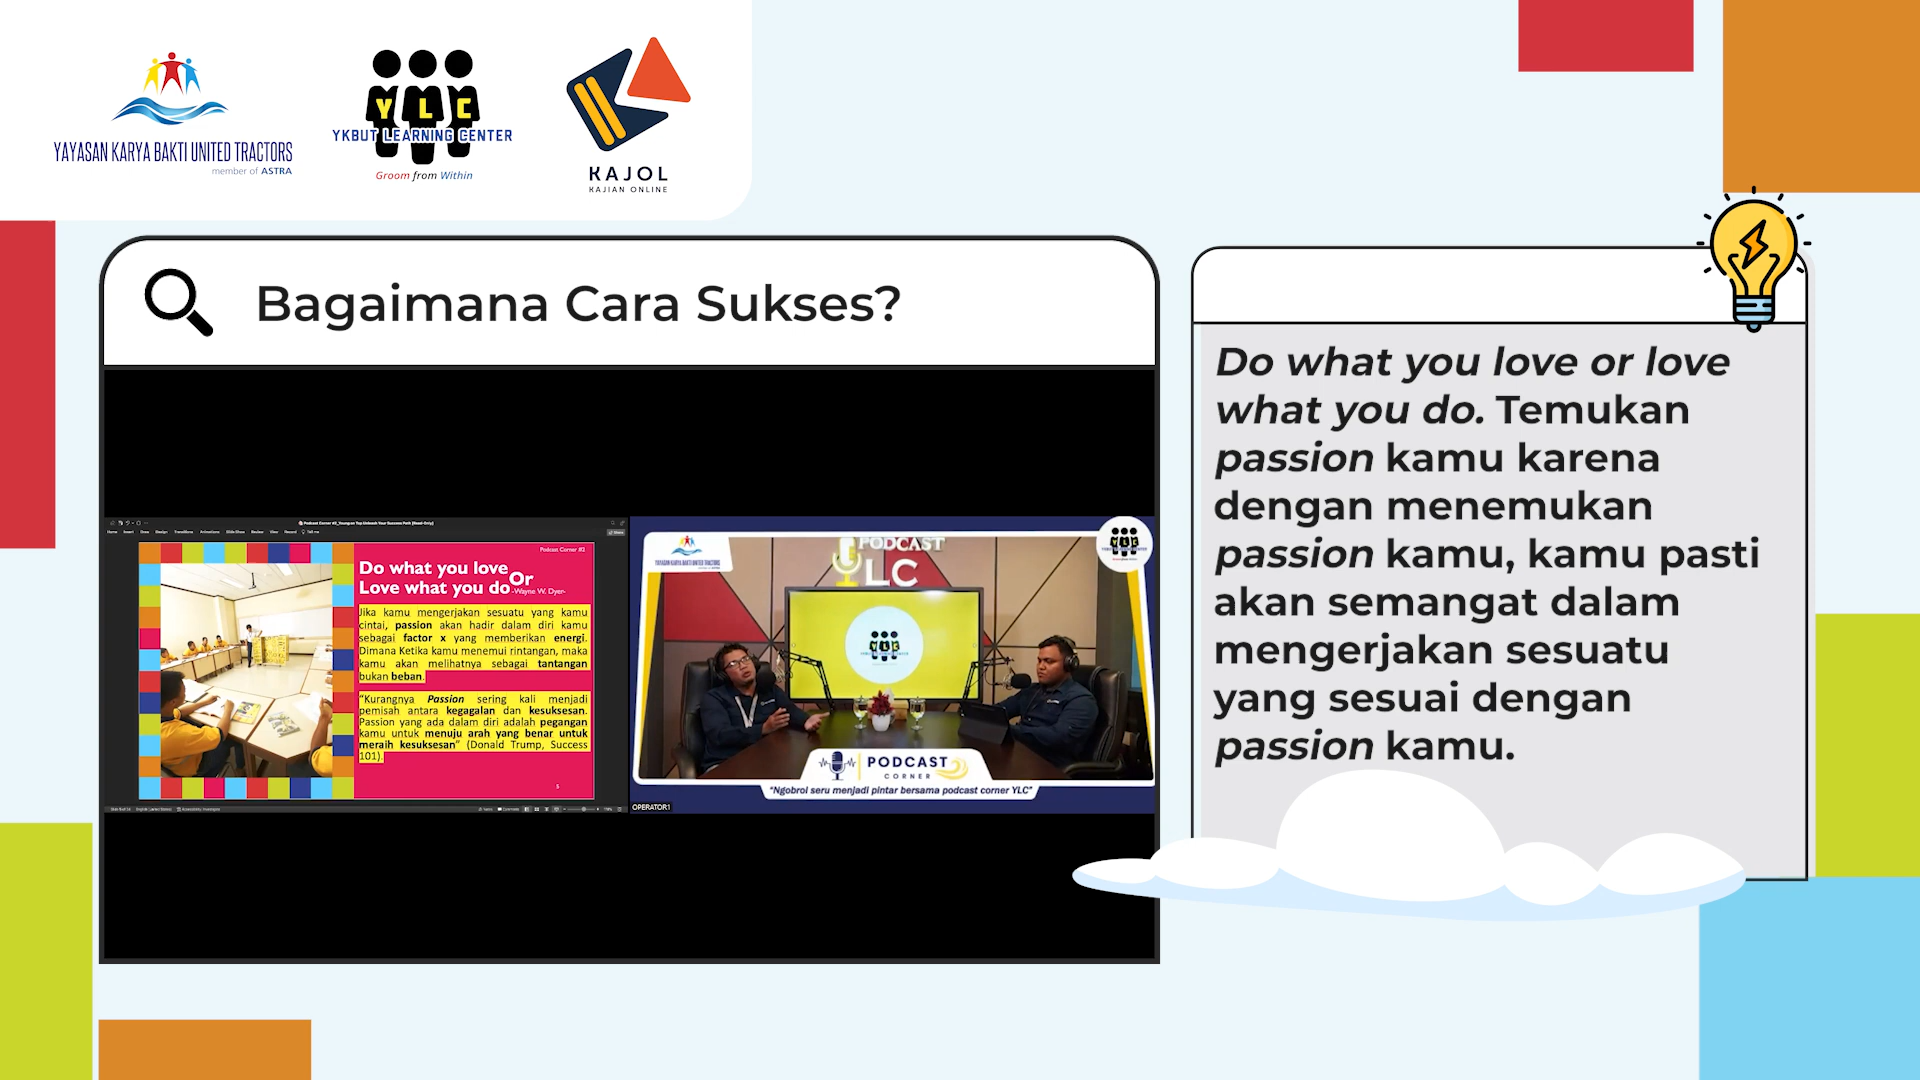 YAYASAN KARYA BAKTI UNITED TRACTORS
member of ASTRA
YLC
YKBUT LEARNING CENTER
Groom from Within
KAJOL
KAJIAN ONLINE
Bagaimana Cara Sukses?
Podcast Corner #2
Do what you love
Or
Love what you do -Wayne W. Dyer-
Jika kamu mengerjakan sesuatu yang kamu
cintai, passion akan hadir dalam diri kamu
sebagai factor x yang memberikan energi.
Dimana Ketika kamu menemui rintangan, maka
kamu akan melihatnya sebagai tantangan
bukan beban.
“Kurangnya Passion sering kali menjadi
pemisah antara kegagalan dan kesuksesan.
Passion yang ada dalam diri adalah pegangan
kamu untuk menuju arah yang benar untuk
meraih kesuksesan” (Donald Trump, Success
101).
YAYASAN KARYA BAKTI UNITED TRACTORS
PODCAST
LC
YLC
PODCAST
CORNER
“Ngobrol seru menjadi pintar bersama podcast corner YLC”
OPERATOR1
Do what you love or love
what you do. Temukan
passion kamu karena
dengan menemukan
passion kamu, kamu pasti
akan semangat dalam
mengerjakan sesuatu
yang sesuai dengan
passion kamu.